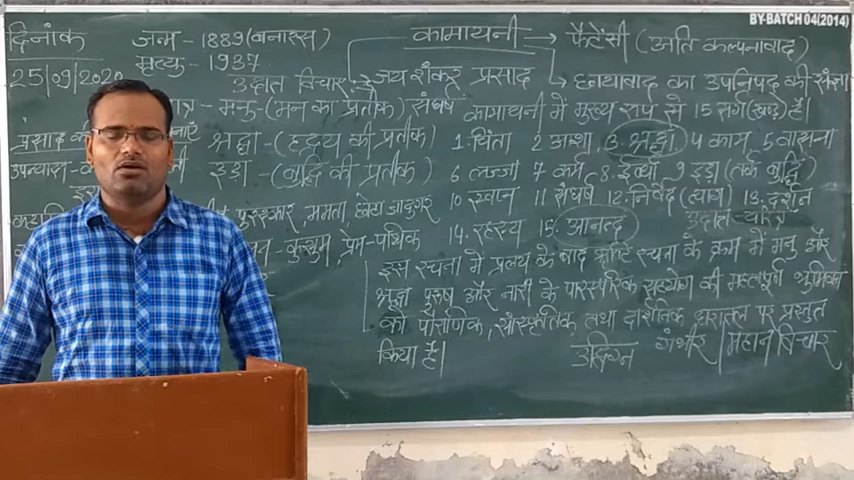 BY-BATCH 04(2014)
दिनांक
25/09/2020
जन्म - 1889 (बनारस)
मृत्यु - 1937
कामायनी → फैटेंसी (अति कल्पनावाद)
उदात विचार
जय शंकर प्रसाद
→ छायाबाद का उपनिषद की संज्ञा
मनु - (मन का प्रतीक) संघर्ष
कामायनी में मुख्य रूप से 15 सर्ग (खण्ड) हैं।
श्रद्धा - (हृदय की प्रतीक)
1. चिंता 2 आशा, 3. श्रद्धा 4 काम, 5 वासना
उपन्यास -
इडा - (बुद्धि की प्रतीक)
6 लज्जा 7 कर्म 8. ईर्ष्या 9 इड़ा (तर्क बुद्धि)
10 स्वप्न 11 संघर्ष 12. निर्वेद (त्याग) 13. दर्शन
पुरस्कार, ममता, छोटा जादुगर
14. रहस्य 15. आनन्द
उदात्त चरित्र
कुसुम, प्रेम-पथिक
इस रचना में प्रलय के बाद सृष्टि रचना के क्रम में मनु और
श्रद्धा पुरुष और नारी के पारस्परिक सहयोग की महत्वपूर्ण भूमिका
को पौराणिक, सांस्कृतिक, तथा दार्शनिक धरातल पर प्रस्तुत
किया है।
उद्विग्न गंभीर / महान विचार